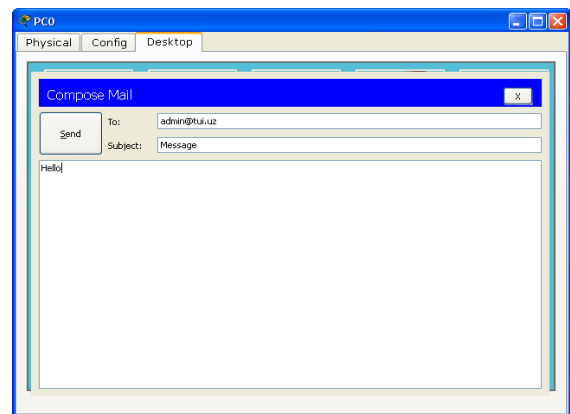 PC0
Physical Config Desktop
Compose Mail
X
Send
To: admin@tui.uz
Subject: Message
Hello